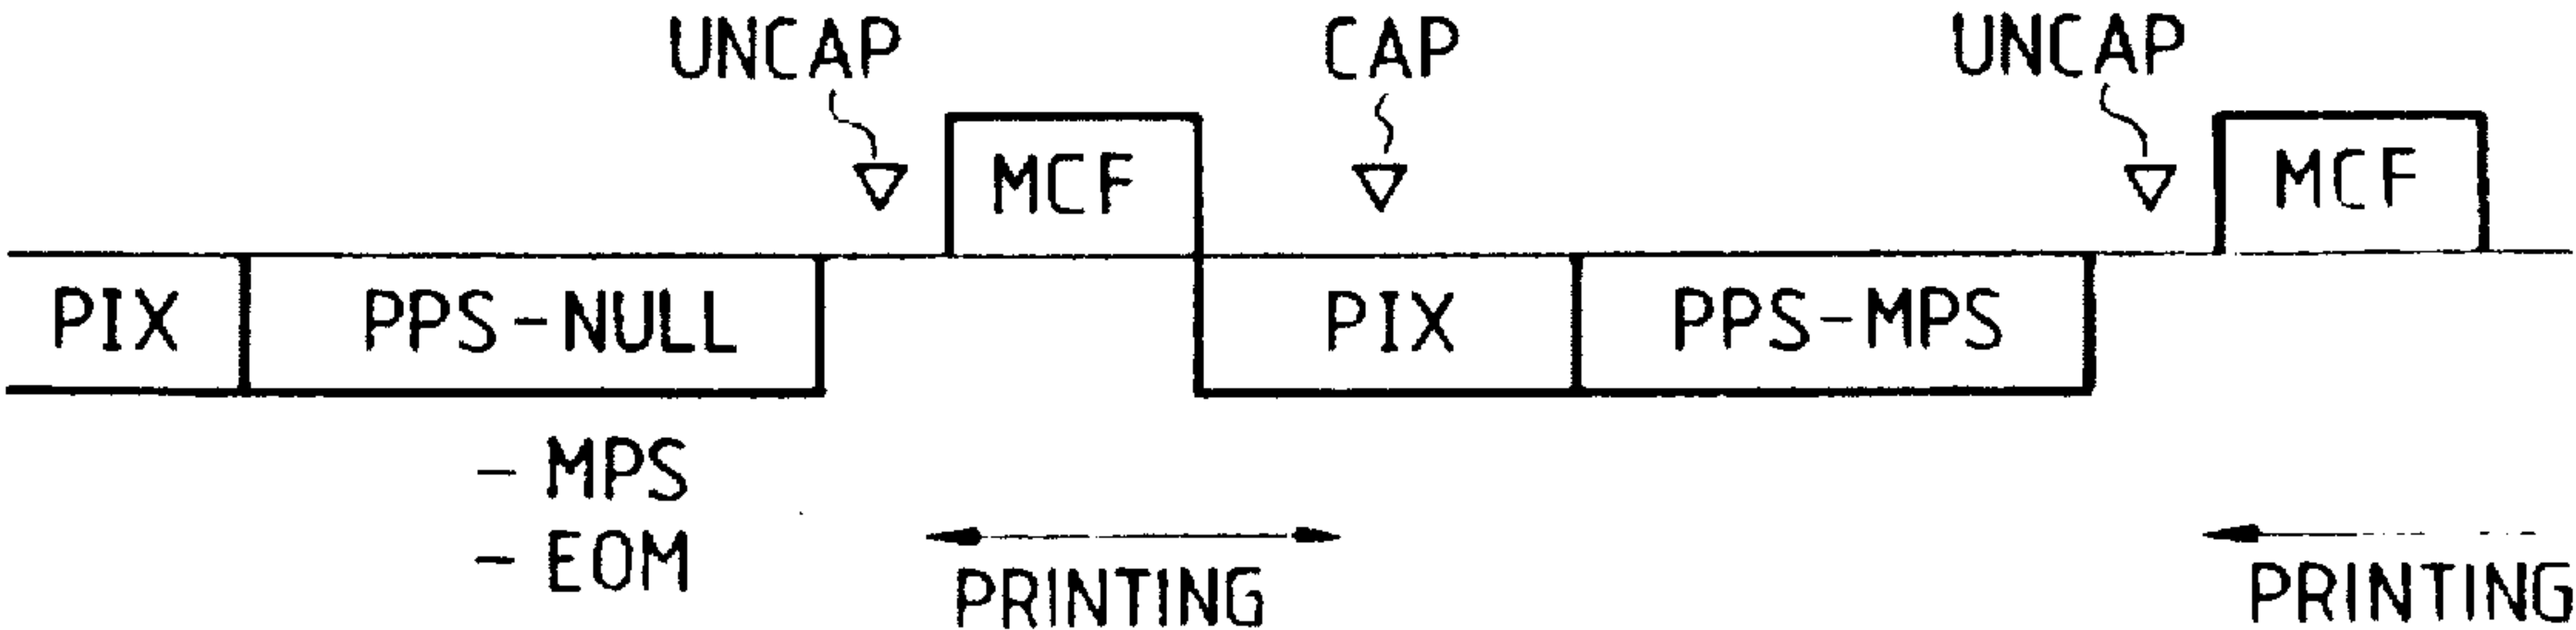 UNCAP
CAP
UNCAP
MCF
MCF
PIX
PPS-NULL
PIX
PPS-MPS
- MPS
- EOM
PRINTING
PRINTING